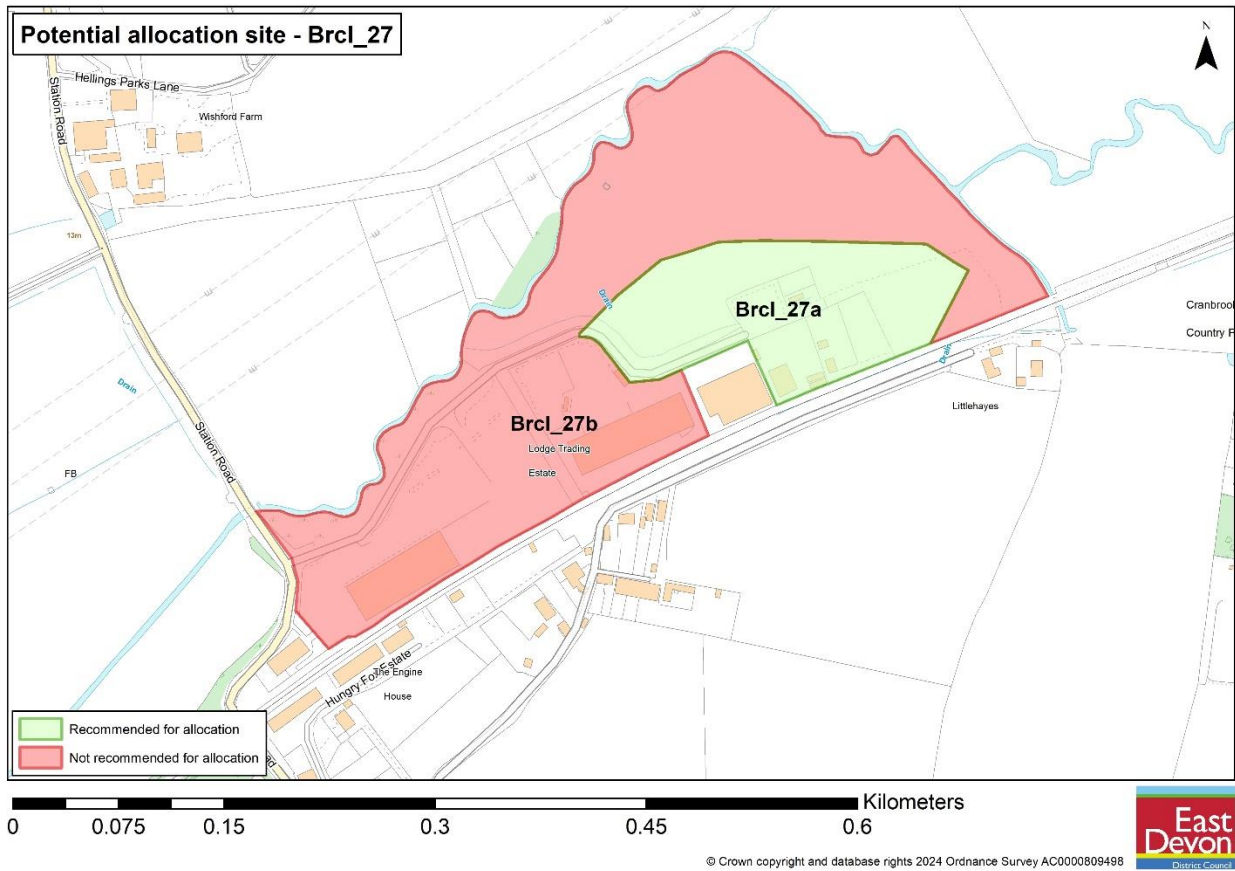 Potential allocation site - Brcl_27
N
Hellings Parks Lane
Station Road
Wishford Farm
13m
Drain
Brcl_27a
Cranbrook
Country P
Drain
Littlehayes
Drain
Station Road
Brcl_27b
Lodge Trading
Estate
FB
The Engine
House
Recommended for allocation
Not recommended for allocation
Kilometers
0
0.075
0.15
0.3
0.45
0.6
East
Devon
District Council
© Crown copyright and database rights 2024 Ordnance Survey AC0000809498